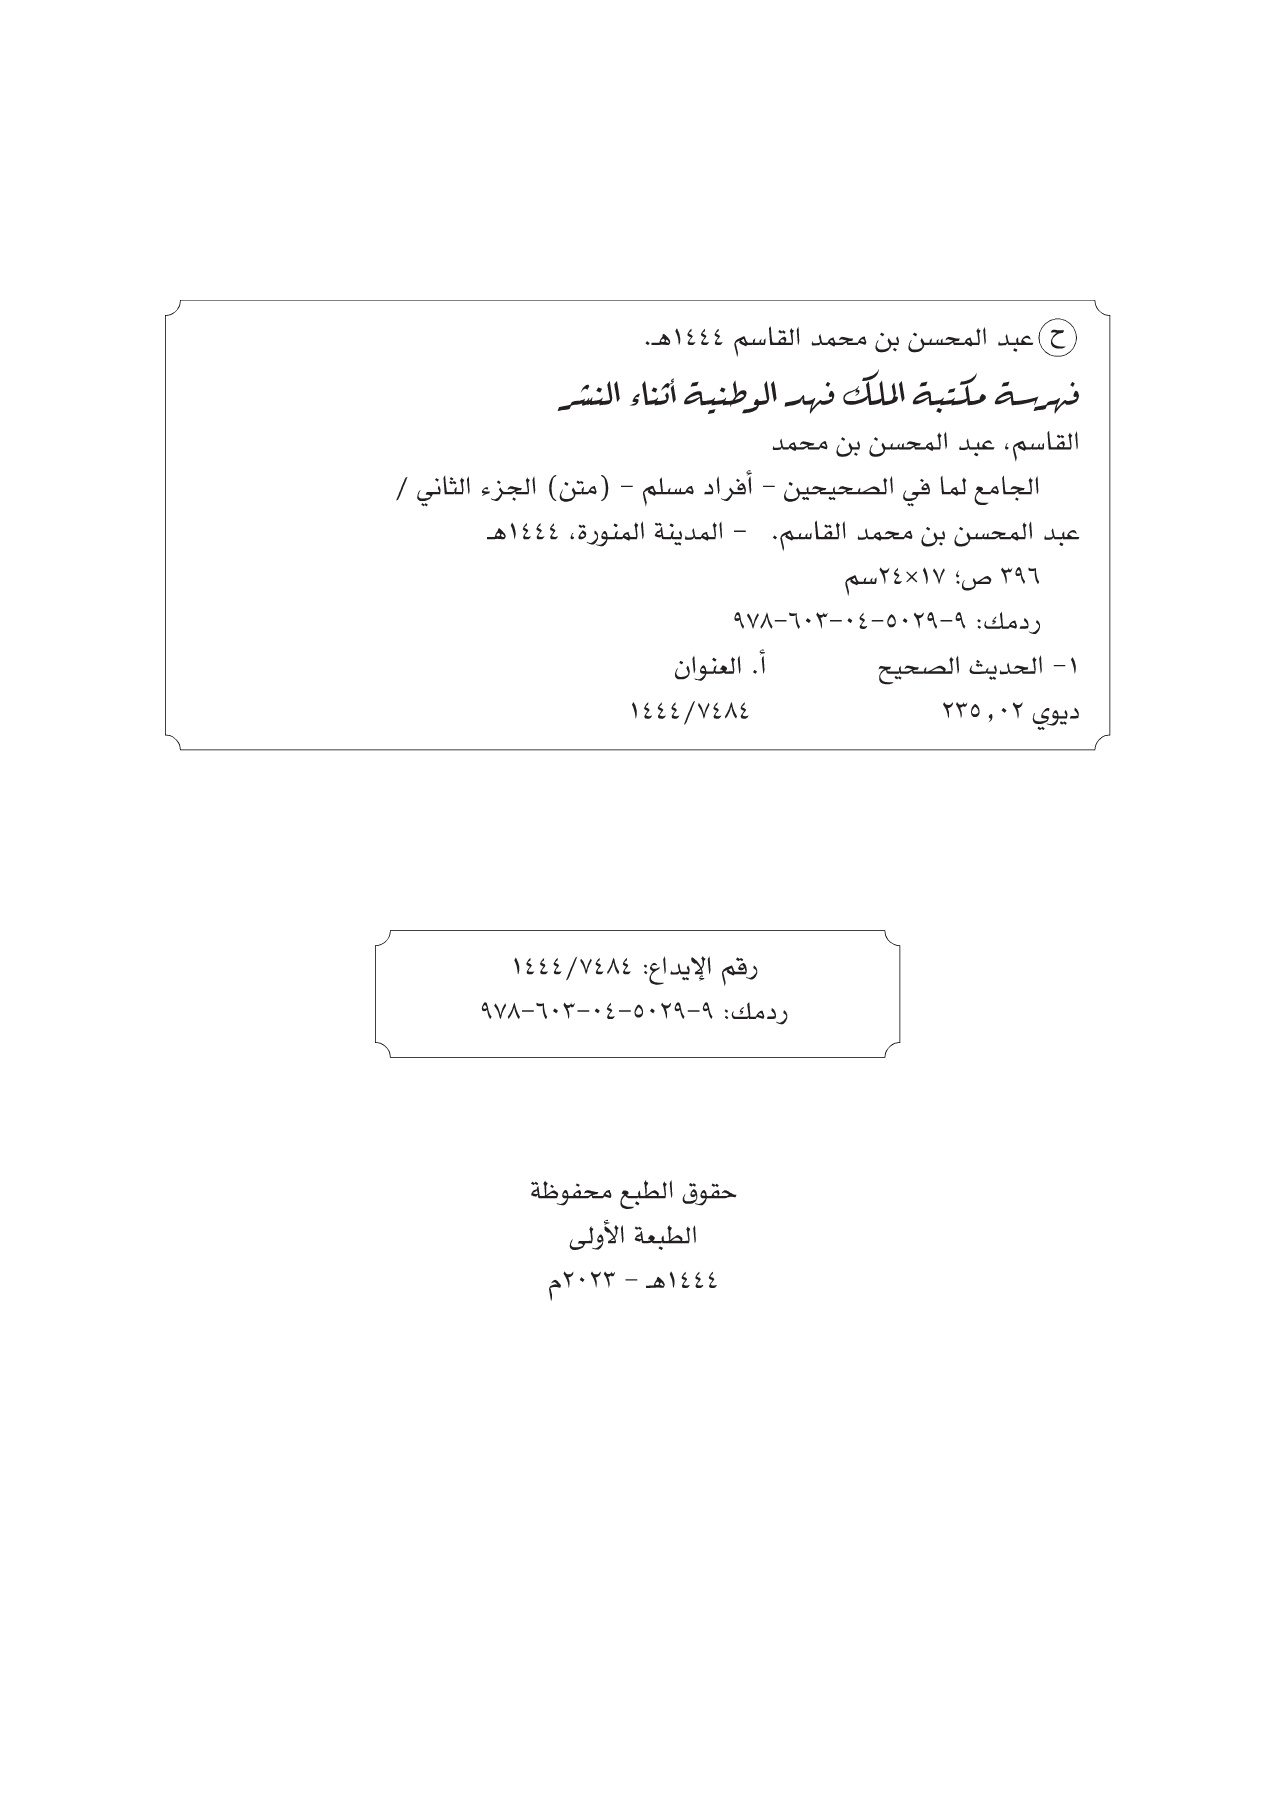 ح عبد المحسن بن محمد القاسم ١٤٤٤هـ.
فهرسة مكتبة الملك فهد الوطنية أثناء النشر
القاسم، عبد المحسن بن محمد
الجامع لما في الصحيحين – أفراد مسلم – (متن) الجزء الثاني /
عبد المحسن بن محمد القاسم. – المدينة المنورة، ١٤٤٤هـ
٣٩٦ ص؛ ١٧×٢٤سم
ردمك: ٩–٥٠٢٩–٠٤–٦٠٣–٩٧٨
١– الحديث الصحيح أ. العنوان
ديوي ٢٣٥,٠٢ ١٤٤٤/٧٤٨٤
رقم الإيداع: ١٤٤٤/٧٤٨٤
ردمك: ٩–٥٠٢٩–٠٤–٦٠٣–٩٧٨
حقوق الطبع محفوظة
الطبعة الأولى
١٤٤٤هـ – ٢٠٢٣م